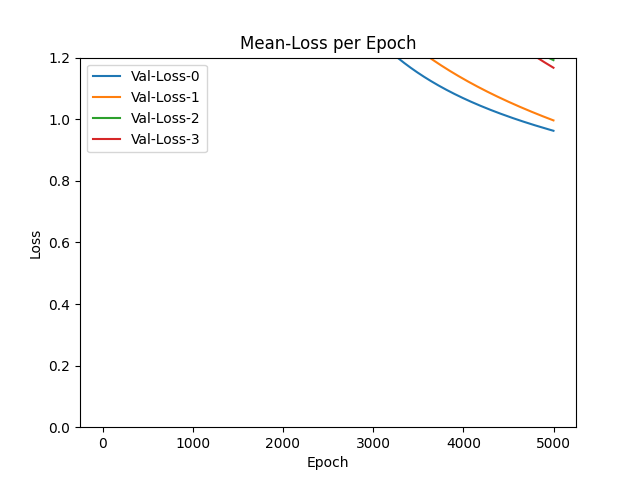 Mean-Loss per Epoch
Val-Loss-0
Val-Loss-1
Val-Loss-2
Val-Loss-3
1.2
1.0
0.8
0.6
0.4
0.2
0.0
Loss
0 1000 2000 3000 4000 5000
Epoch